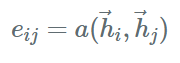 $e_{ij} = a(\vec{h}_i, \vec{h}_j)$